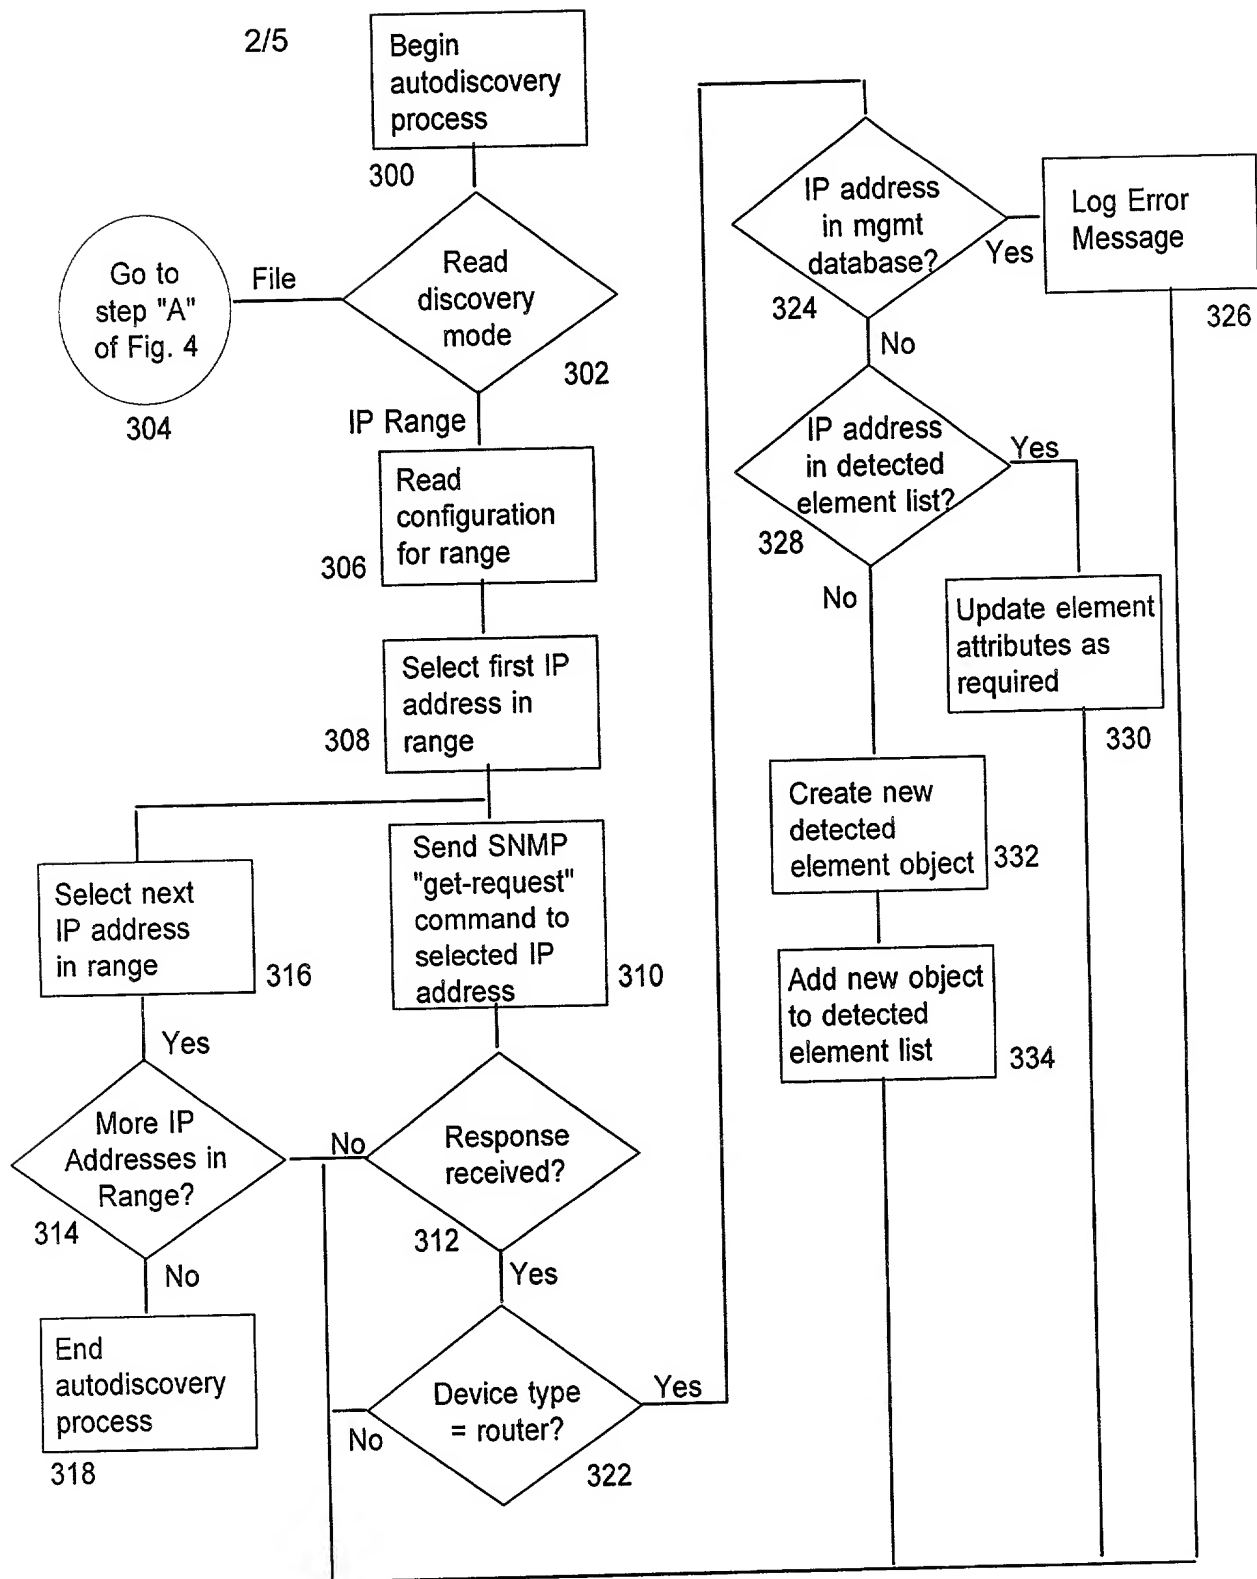 2/5
Begin
autodiscovery
process
300
Read
discovery
mode
302
File
Go to
step "A"
of Fig. 4
304
IP Range
Read
configuration
for range
306
Select first IP
address in
range
308
Send SNMP
"get-request"
command to
selected IP
address
310
Select next
IP address
in range
316
Yes
More IP
Addresses in
Range?
314
No
End
autodiscovery
process
318
No
Response
received?
312
Yes
Device type
= router?
322
No
Yes
IP address
in mgmt
database?
324
Yes
Log Error
Message
326
No
IP address
in detected
element list?
328
Yes
Update element
attributes as
required
330
No
Create new
detected
element object
332
Add new object
to detected
element list
334